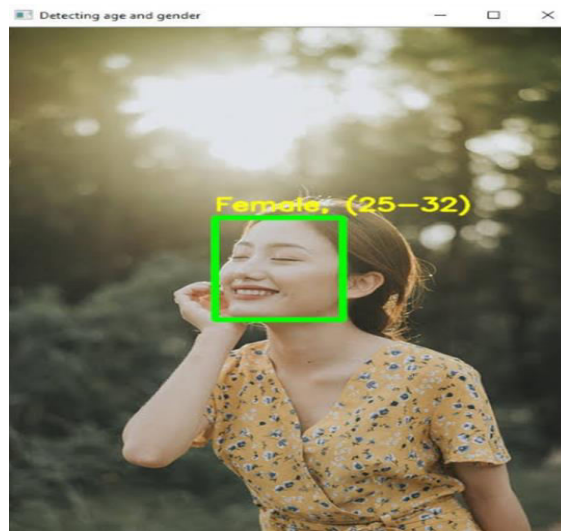 Detecting age and gender
Female, (25-32)